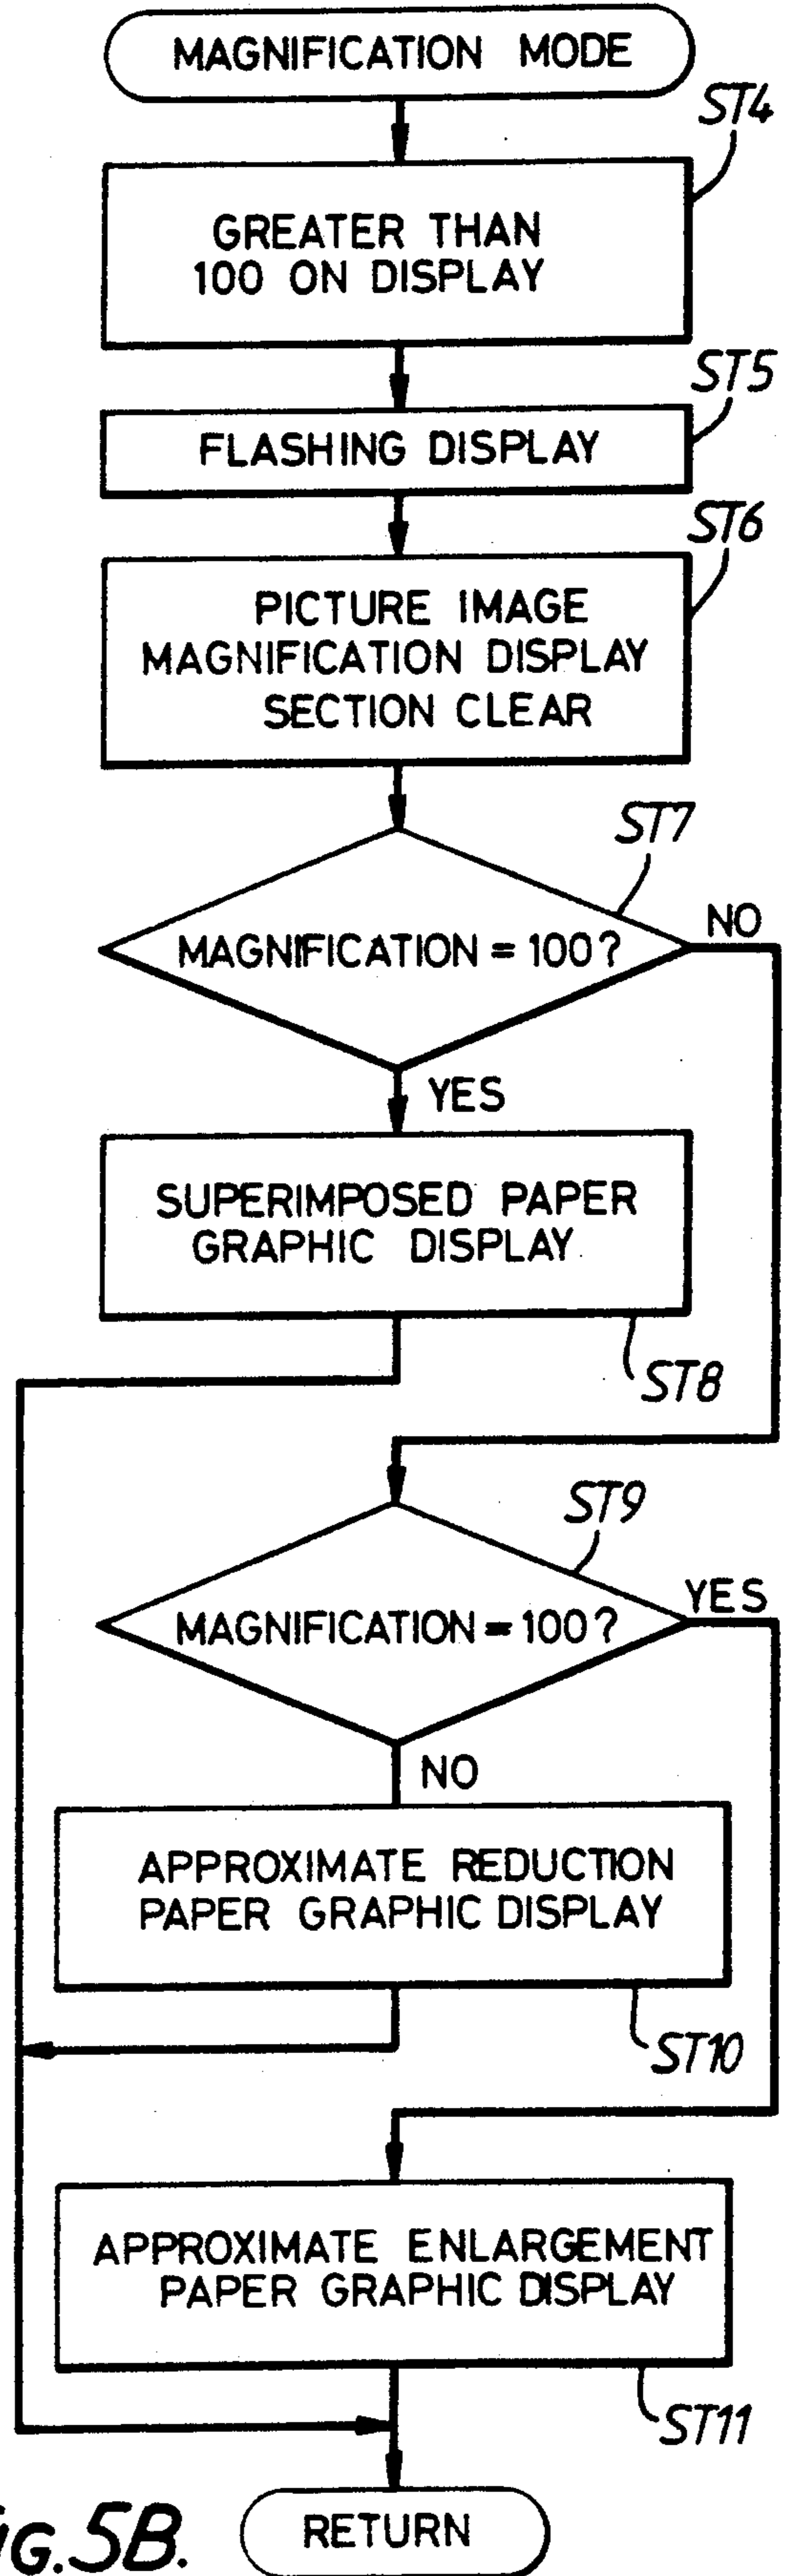 MAGNIFICATION MODE
ST4
GREATER THAN
100 ON DISPLAY
ST5
FLASHING DISPLAY
ST6
PICTURE IMAGE
MAGNIFICATION DISPLAY
SECTION CLEAR
ST7
MAGNIFICATION = 100?
NO
YES
SUPERIMPOSED PAPER
GRAPHIC DISPLAY
ST8
ST9
MAGNIFICATION = 100?
YES
NO
APPROXIMATE REDUCTION
PAPER GRAPHIC DISPLAY
ST10
APPROXIMATE ENLARGEMENT
PAPER GRAPHIC DISPLAY
ST11
RETURN
IG.5B.